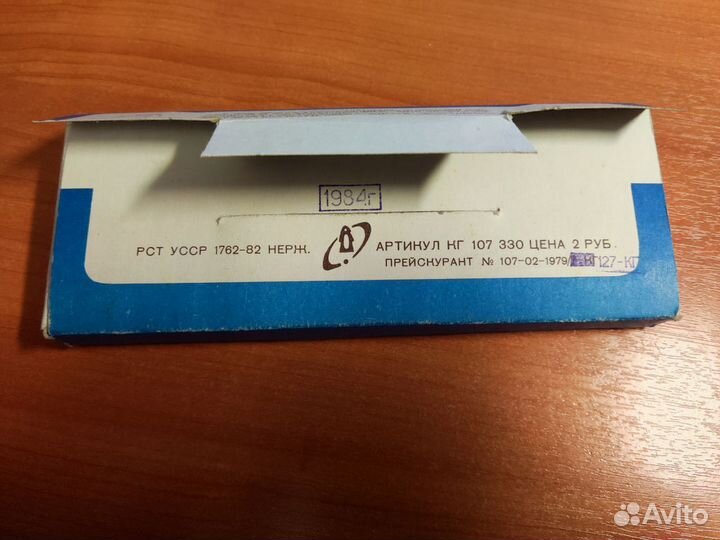 1984г
РСТ УССР 1762-82 НЕРЖ. АРТИКУЛ КГ 107 330 ЦЕНА 2 РУБ.
ПРЕЙСКУРАНТ № 107-02-1979/ 127-КП
Avito